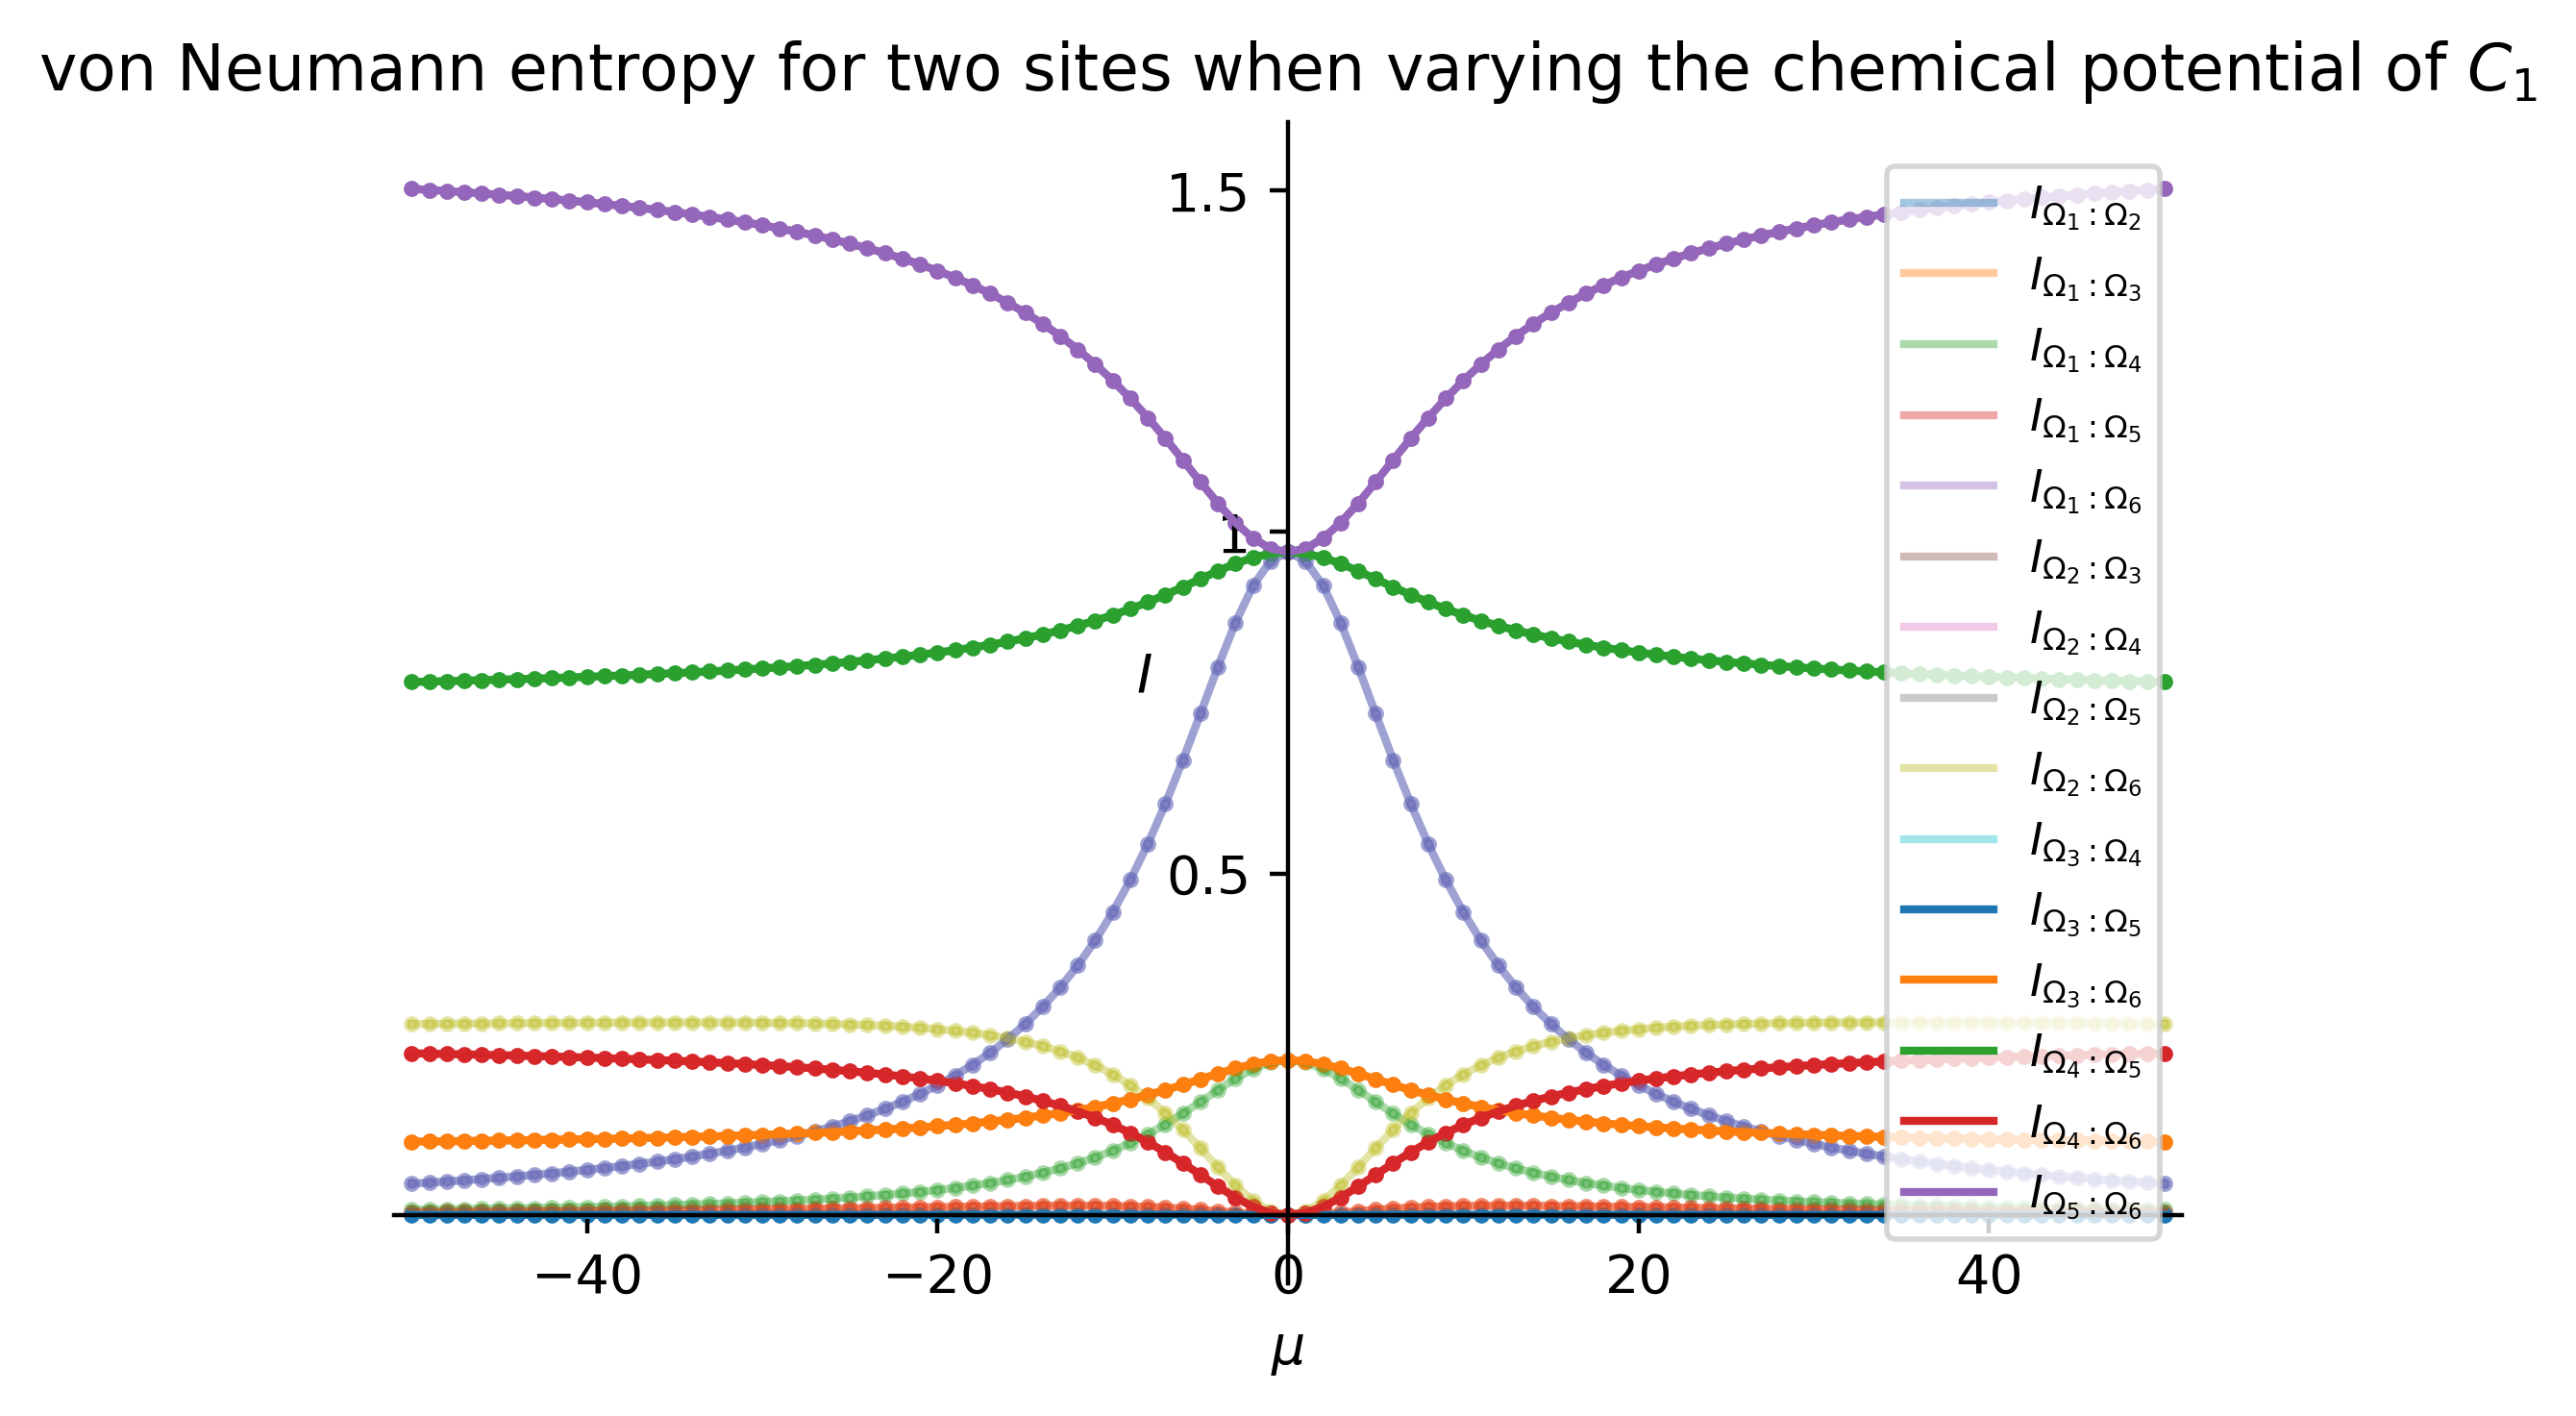 von Neumann entropy for two sites when varying the chemical potential of C₁
1.5
1
0.5
I
−40 −20 0 20 40
μ
I_{Ω₁ : Ω₂}
I_{Ω₁ : Ω₃}
I_{Ω₁ : Ω₄}
I_{Ω₁ : Ω₅}
I_{Ω₁ : Ω₆}
I_{Ω₂ : Ω₃}
I_{Ω₂ : Ω₄}
I_{Ω₂ : Ω₅}
I_{Ω₂ : Ω₆}
I_{Ω₃ : Ω₄}
I_{Ω₃ : Ω₅}
I_{Ω₃ : Ω₆}
I_{Ω₄ : Ω₅}
I_{Ω₄ : Ω₆}
I_{Ω₅ : Ω₆}